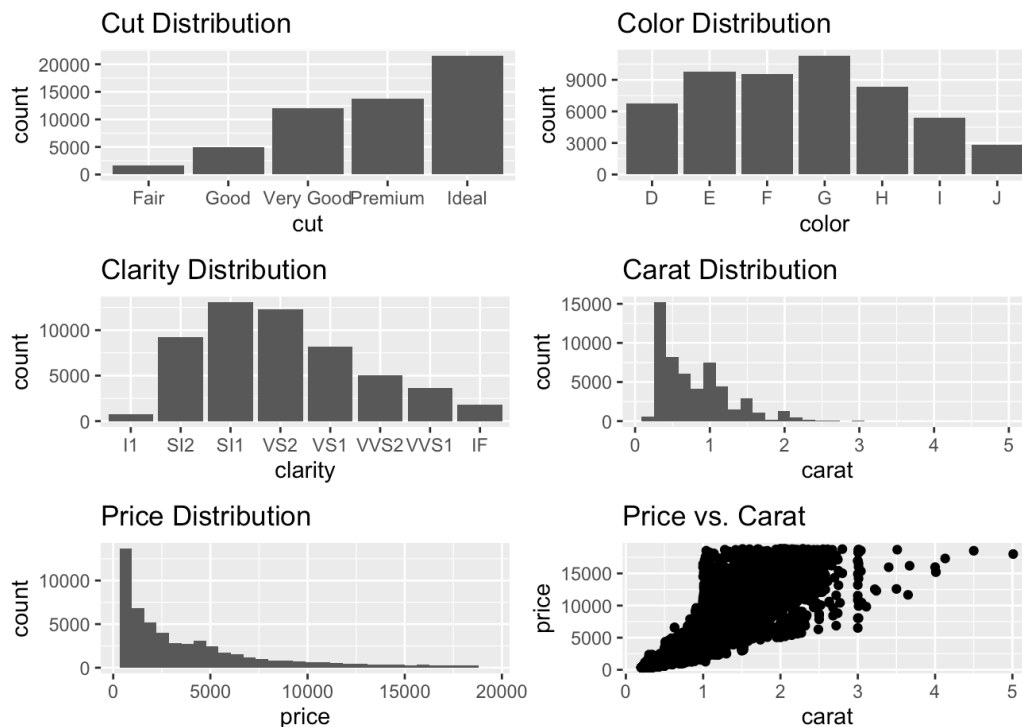 Cut Distribution
20000
15000
10000
5000
0
count
Fair Good Very Good Premium Ideal
cut
Color Distribution
9000
6000
3000
0
count
D E F G H I J
color
Clarity Distribution
10000
5000
0
count
I1 SI2 SI1 VS2 VS1 VVS2 VVS1 IF
clarity
Carat Distribution
15000
10000
5000
0
count
0 1 2 3 4 5
carat
Price Distribution
10000
5000
0
count
0 5000 10000 15000 20000
price
Price vs. Carat
15000
10000
5000
0
price
0 1 2 3 4 5
carat